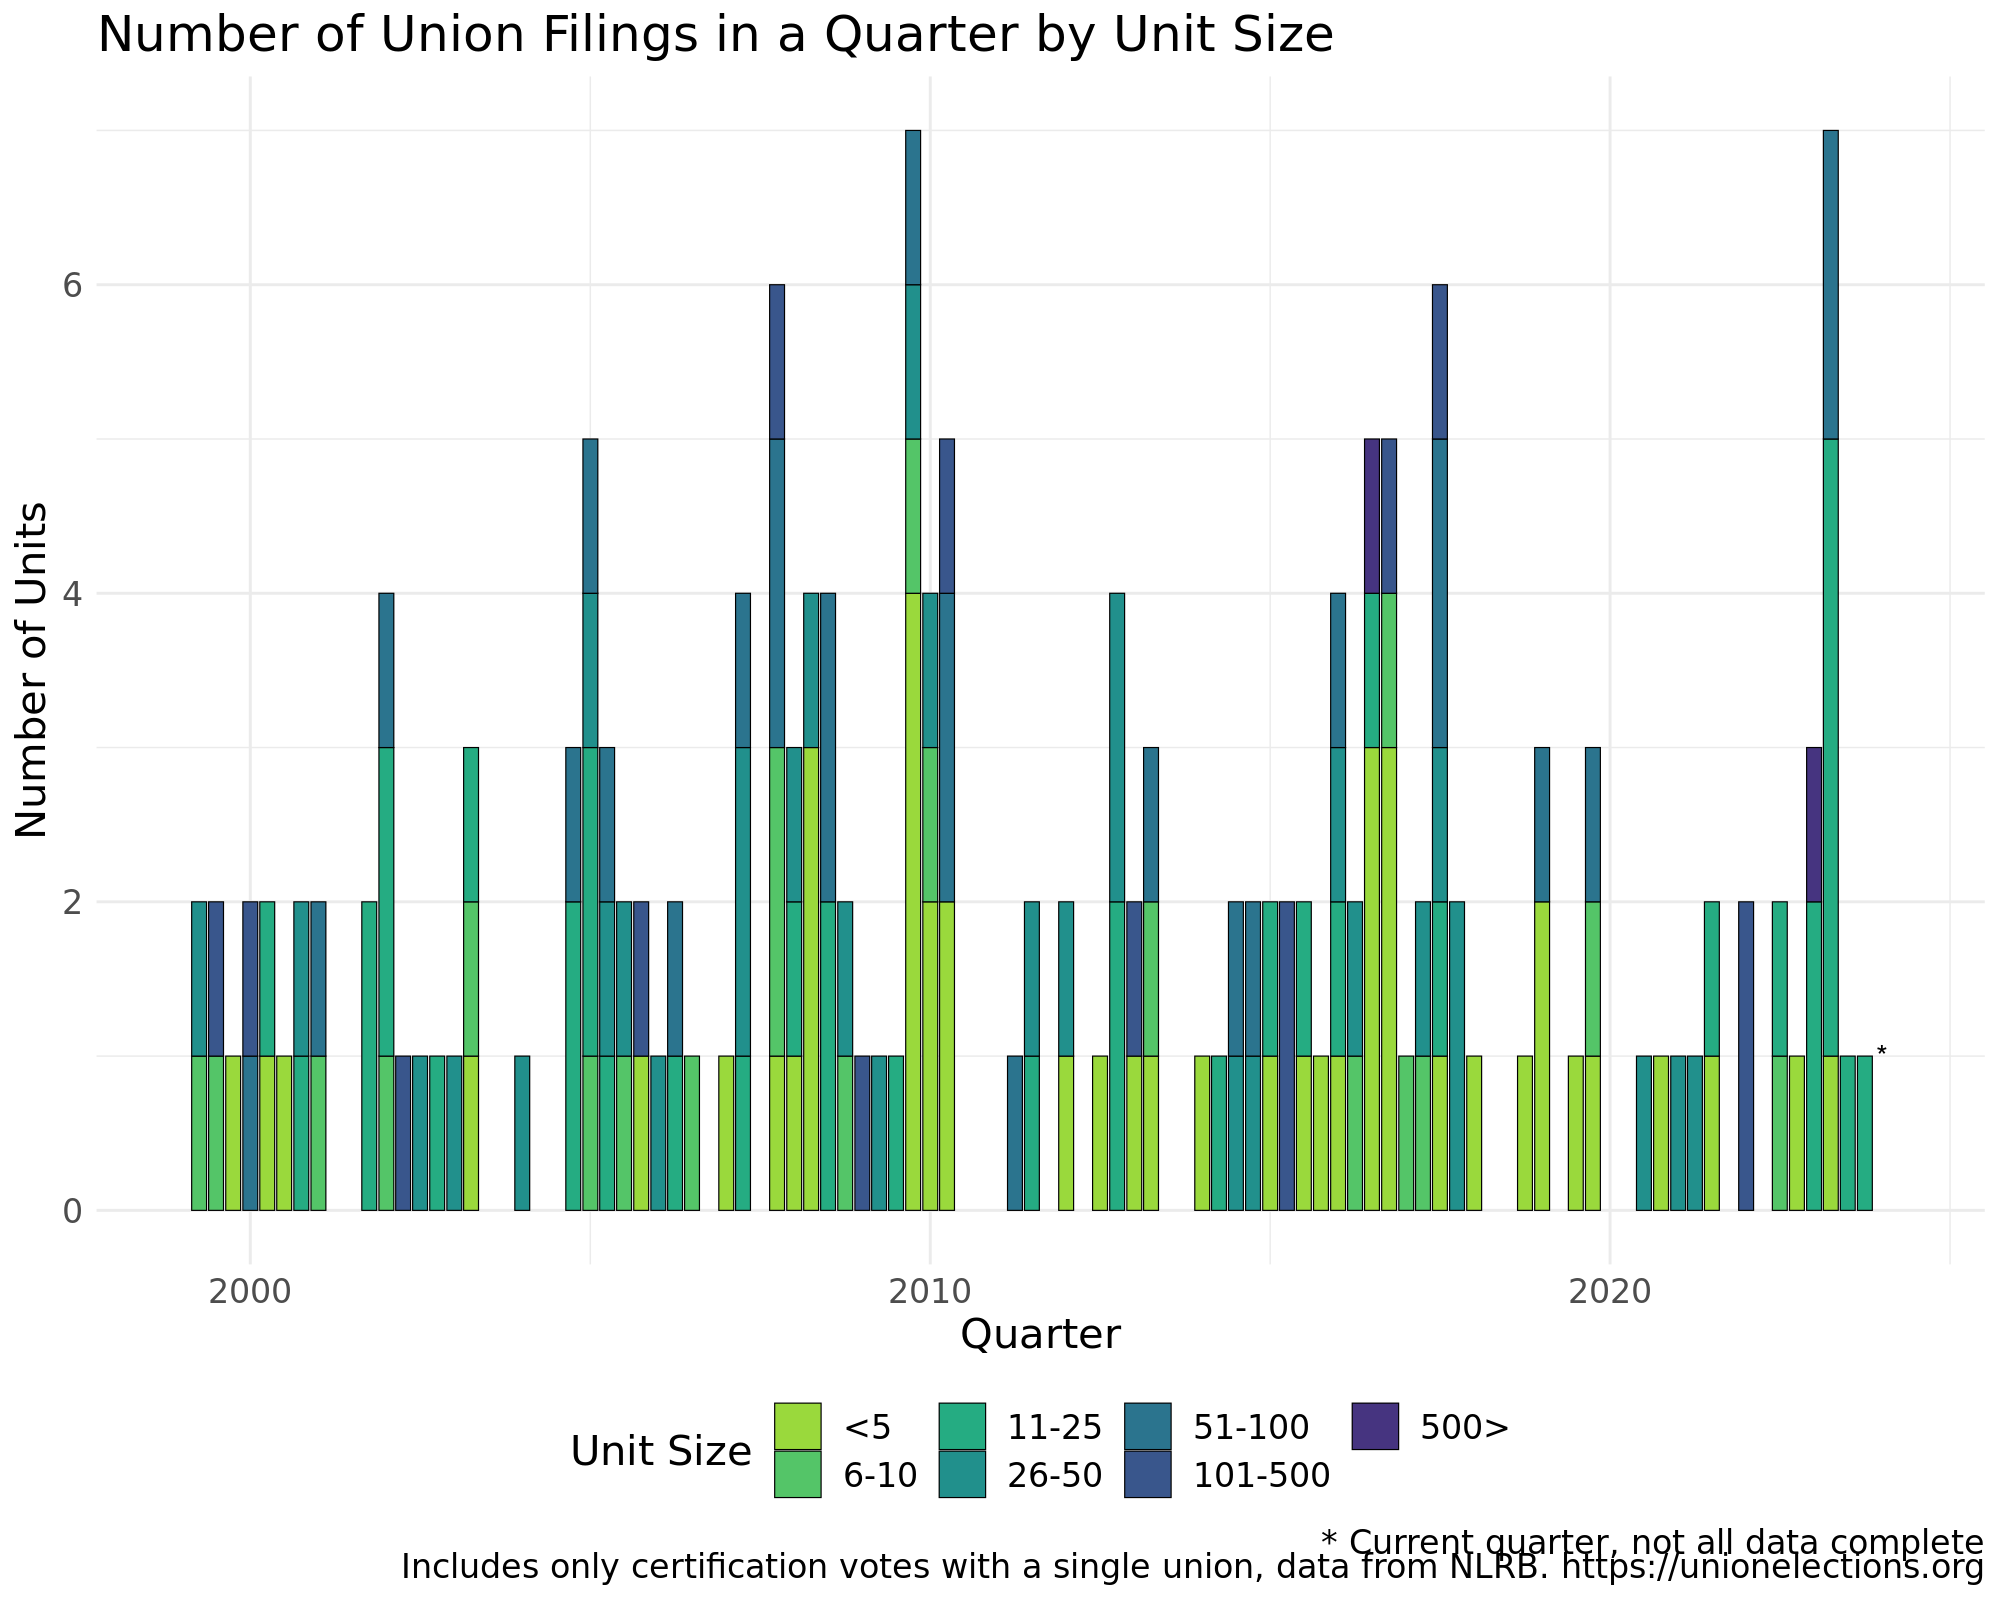 Number of Union Filings in a Quarter by Unit Size
Number of Units
6
4
2
0
*
2000 2010 2020
Quarter
Unit Size
<5 11-25 51-100 500>
6-10 26-50 101-500
* Current quarter, not all data complete
Includes only certification votes with a single union, data from NLRB. https://unionelections.org